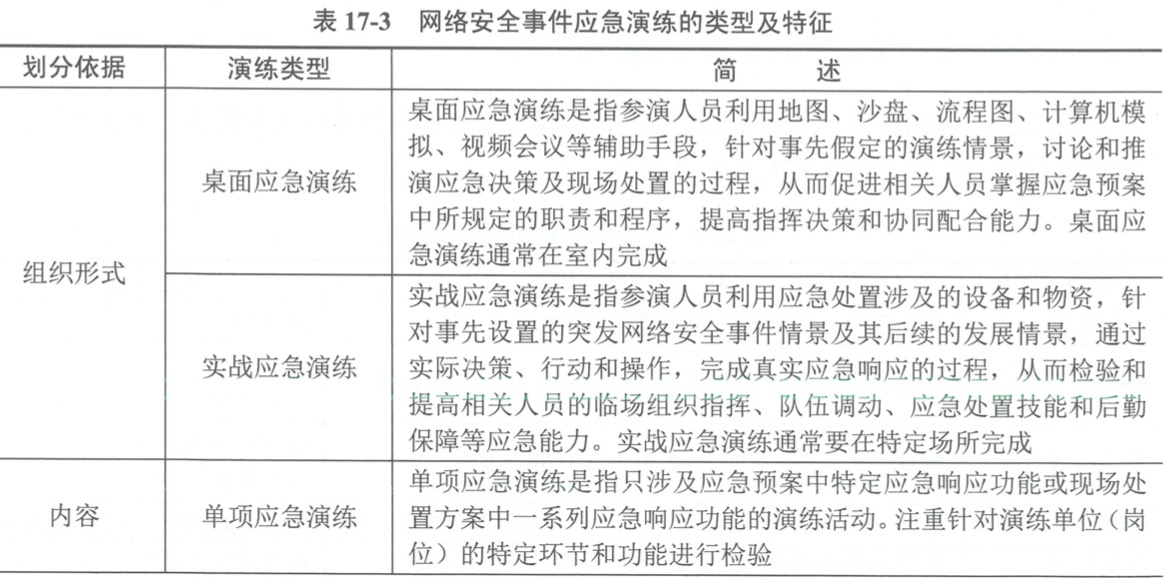 表 17-3 网络安全事件应急演练的类型及特征
划分依据 演练类型 简 述
组织形式
桌面应急演练
桌面应急演练是指参演人员利用地图、沙盘、流程图、计算机模
拟、视频会议等辅助手段，针对事先假定的演练情景，讨论和推
演应急决策及现场处置的过程，从而促进相关人员掌握应急预案
中所规定的职责和程序，提高指挥决策和协同配合能力。桌面应
急演练通常在室内完成
实战应急演练
实战应急演练是指参演人员利用应急处置涉及的设备和物资，针
对事先设置的突发网络安全事件情景及其后续的发展情景，通过
实际决策、行动和操作，完成真实应急响应的过程，从而检验和
提高相关人员的临场组织指挥、队伍调动、应急处置技能和后勤
保障等应急能力。实战应急演练通常要在特定场所完成
内容
单项应急演练
单项应急演练是指只涉及应急预案中特定应急响应功能或现场处
置方案中一系列应急响应功能的演练活动。注重针对演练单位（岗
位）的特定环节和功能进行检验